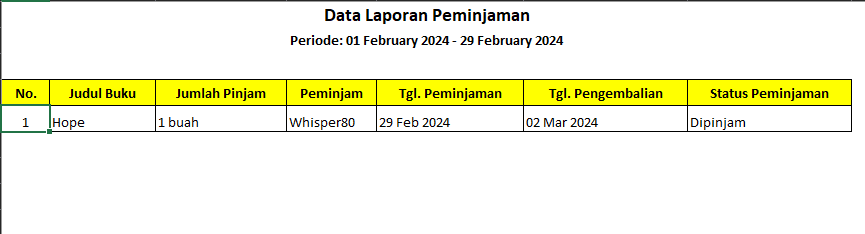 Data Laporan Peminjaman
Periode: 01 February 2024 - 29 February 2024
No. Judul Buku Jumlah Pinjam Peminjam Tgl. Peminjaman Tgl. Pengembalian Status Peminjaman
1 Hope 1 buah Whisper80 29 Feb 2024 02 Mar 2024 Dipinjam